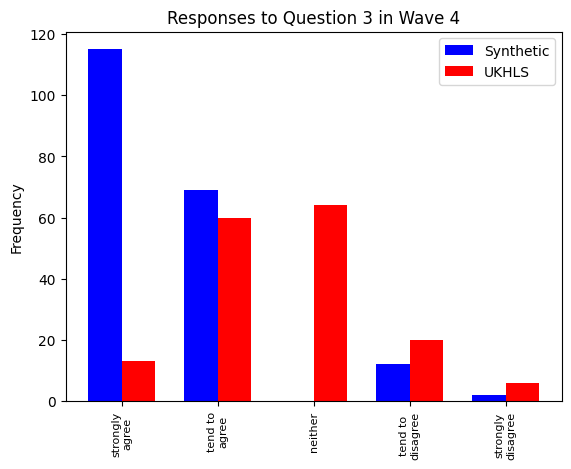 Responses to Question 3 in Wave 4
Synthetic
UKHLS
Frequency
120
100
80
60
40
20
0
strongly
agree
tend to
agree
neither
tend to
disagree
strongly
disagree